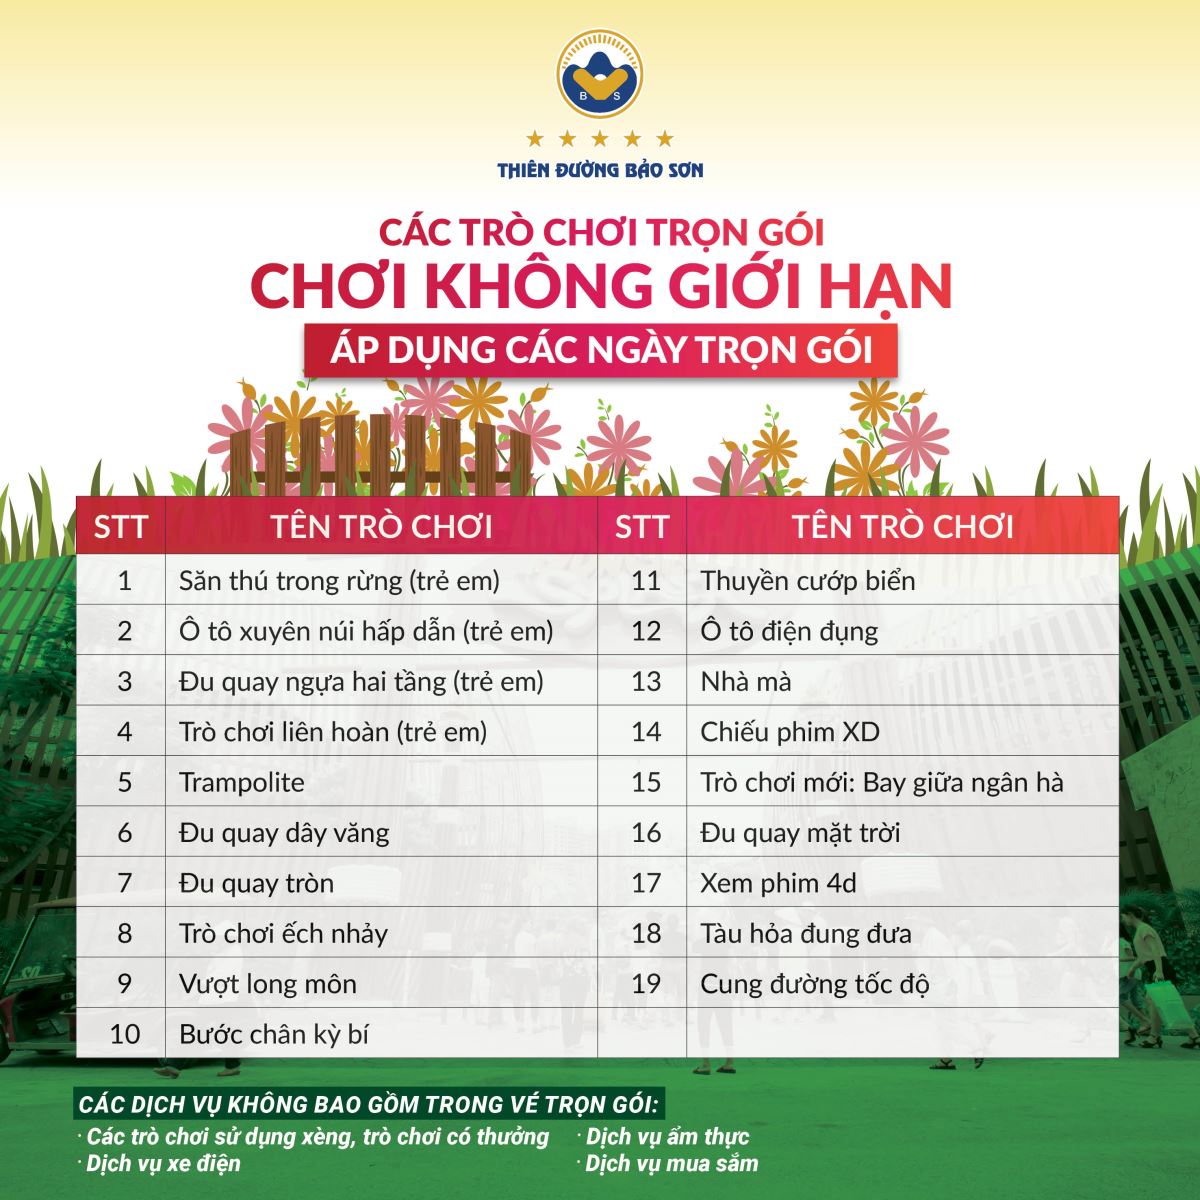 B S
THIÊN ĐƯỜNG BẢO SƠN
CÁC TRÒ CHƠI TRỌN GÓI
CHƠI KHÔNG GIỚI HẠN
ÁP DỤNG CÁC NGÀY TRỌN GÓI
STT TÊN TRÒ CHƠI STT TÊN TRÒ CHƠI
1 Săn thú trong rừng (trẻ em) 11 Thuyền cướp biển
2 Ô tô xuyên núi hấp dẫn (trẻ em) 12 Ô tô điện đụng
3 Đu quay ngựa hai tầng (trẻ em) 13 Nhà mà
4 Trò chơi liên hoàn (trẻ em) 14 Chiếu phim XD
5 Trampolite 15 Trò chơi mới: Bay giữa ngân hà
6 Đu quay dây văng 16 Đu quay mặt trời
7 Đu quay tròn 17 Xem phim 4d
8 Trò chơi ếch nhảy 18 Tàu hỏa đung đưa
9 Vượt long môn 19 Cung đường tốc độ
10 Bước chân kỳ bí
CÁC DỊCH VỤ KHÔNG BAO GỒM TRONG VÉ TRỌN GÓI:
· Các trò chơi sử dụng xèng, trò chơi có thưởng · Dịch vụ ẩm thực
· Dịch vụ xe điện · Dịch vụ mua sắm